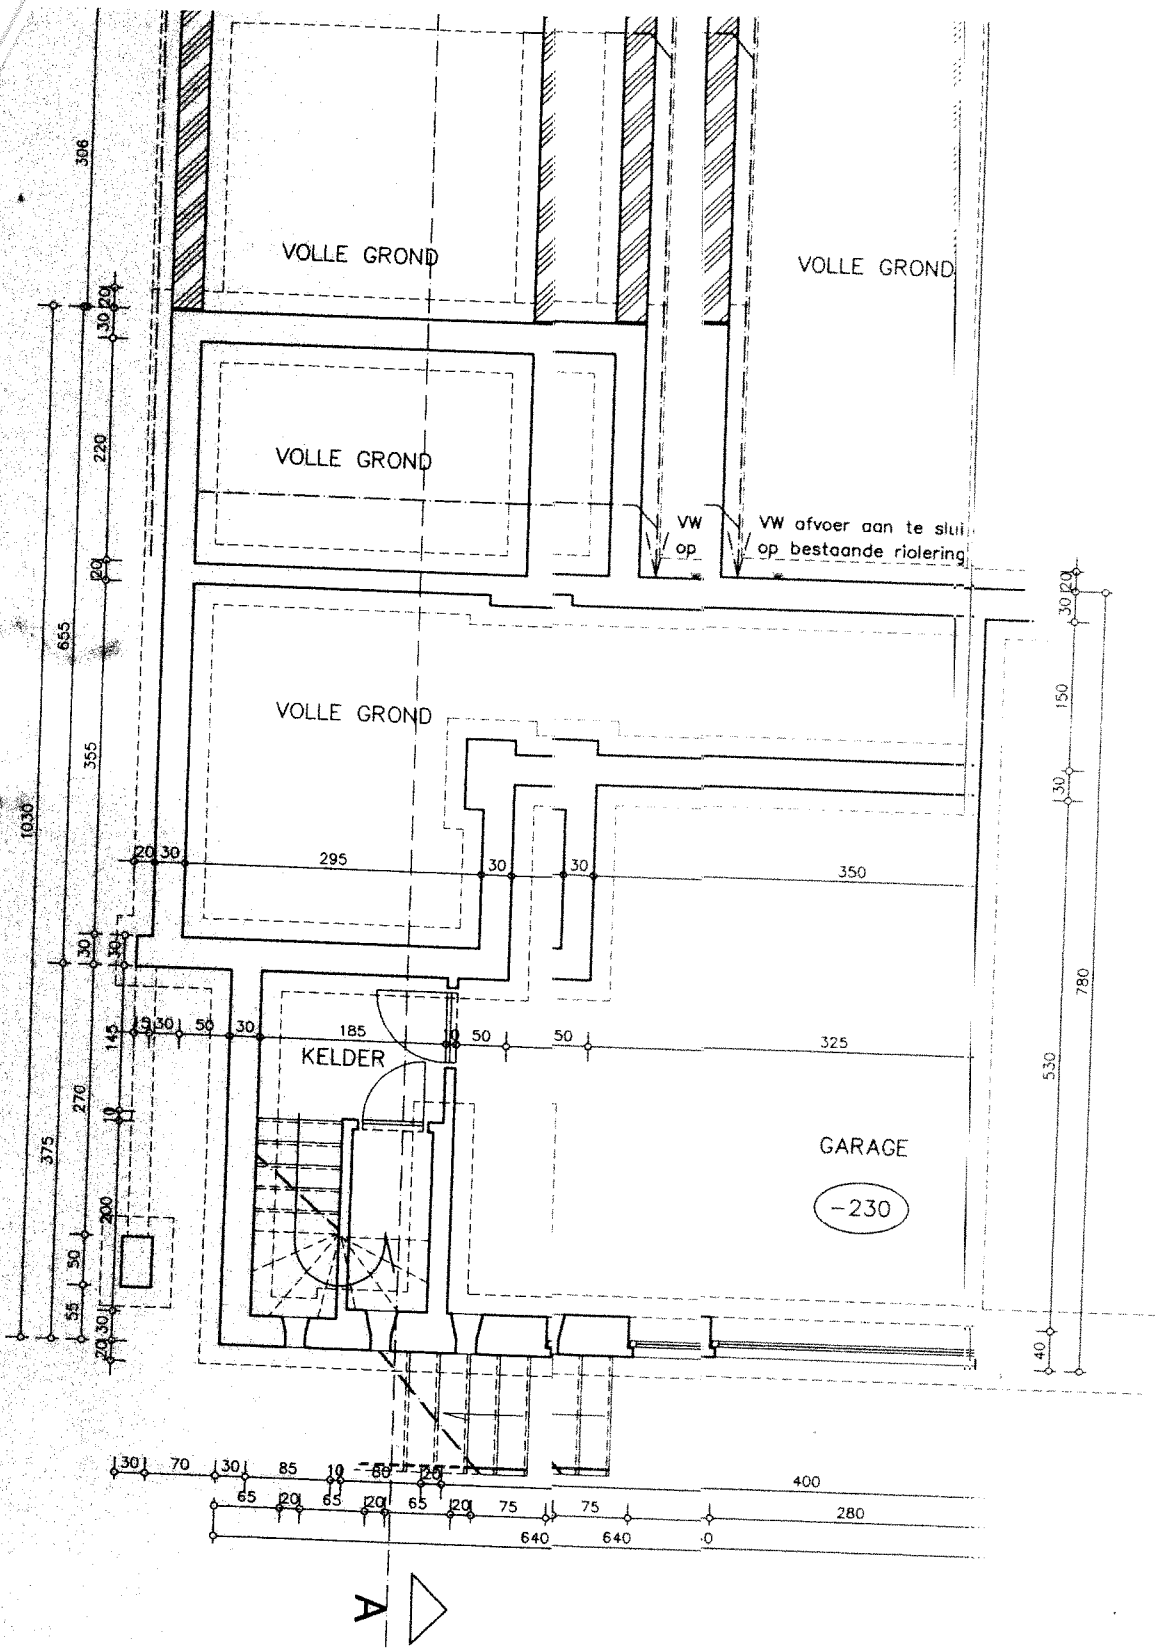 306
VOLLE GROND
VOLLE GROND
20
30
220
VOLLE GROND
VW
op
VW afvoer aan te slui
op bestaande riolering
20
20
30
655
150
VOLLE GROND
355
30
1030
20 30 295 30 30 350
30 30
780
15 30 50 30 185 10 50 50 325
145
KELDER
530
270
10
375
GARAGE
200
-230
50
55
30
20
40
30 70 30 85 10 80 20 400
65 20 65 20 65 20 75 75 280
640 640 0
A